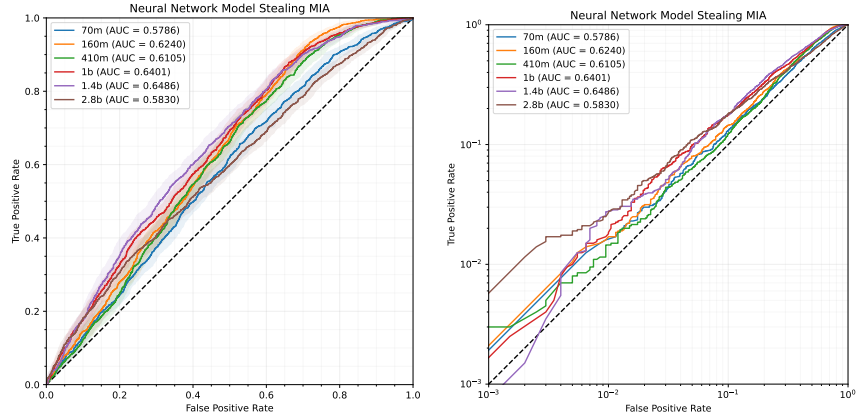 Neural Network Model Stealing MIA
70m (AUC = 0.5786)
160m (AUC = 0.6240)
410m (AUC = 0.6105)
1b (AUC = 0.6401)
1.4b (AUC = 0.6486)
2.8b (AUC = 0.5830)
True Positive Rate
1.0
0.8
0.6
0.4
0.2
0.0
0.0 0.2 0.4 0.6 0.8 1.0
False Positive Rate
Neural Network Model Stealing MIA
70m (AUC = 0.5786)
160m (AUC = 0.6240)
410m (AUC = 0.6105)
1b (AUC = 0.6401)
1.4b (AUC = 0.6486)
2.8b (AUC = 0.5830)
True Positive Rate
10⁰
10⁻¹
10⁻²
10⁻³
10⁻³ 10⁻² 10⁻¹ 10⁰
False Positive Rate